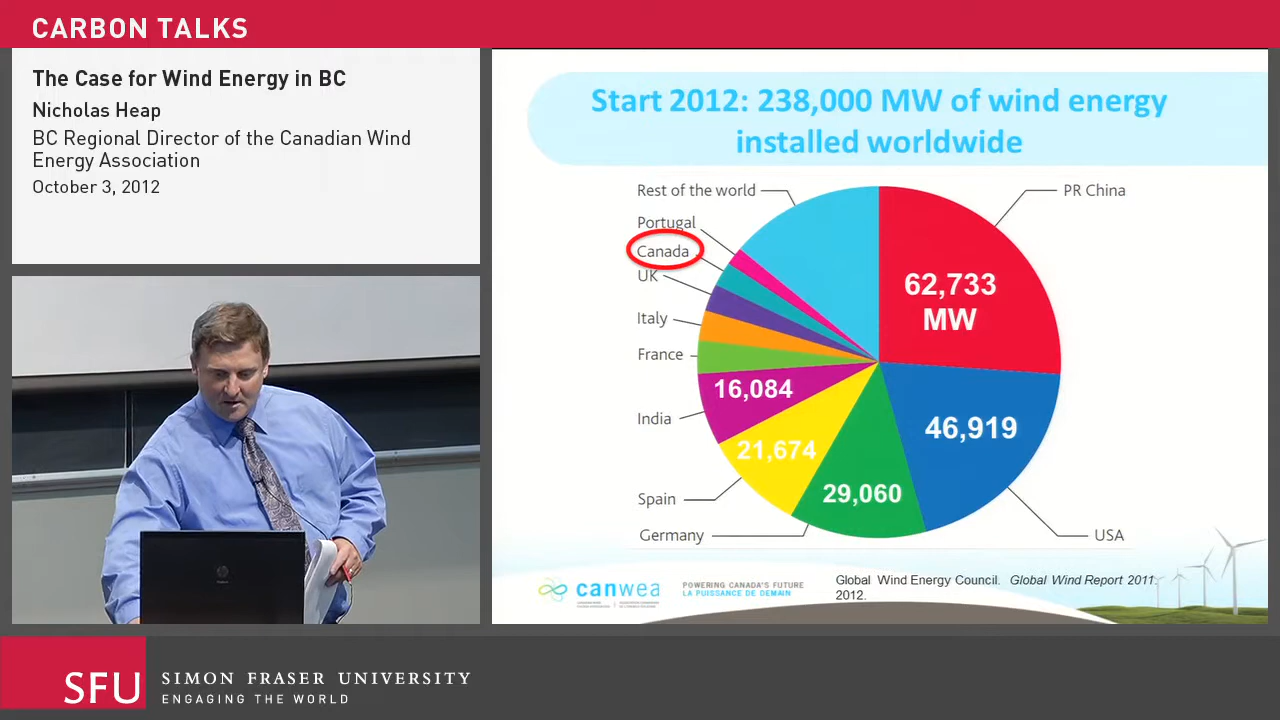 CARBON TALKS
The Case for Wind Energy in BC
Nicholas Heap
BC Regional Director of the Canadian Wind
Energy Association
October 3, 2012
Start 2012: 238,000 MW of wind energy
installed worldwide
Rest of the world
PR China
Portugal
Canada
UK
Italy
France
India
Spain
Germany
USA
62,733
MW
46,919
29,060
21,674
16,084
canwea
POWERING CANADA'S FUTURE
LA PUISSANCE DE DEMAIN
Global Wind Energy Council. Global Wind Report 2011.
2012.
SFU
SIMON FRASER UNIVERSITY
ENGAGING THE WORLD